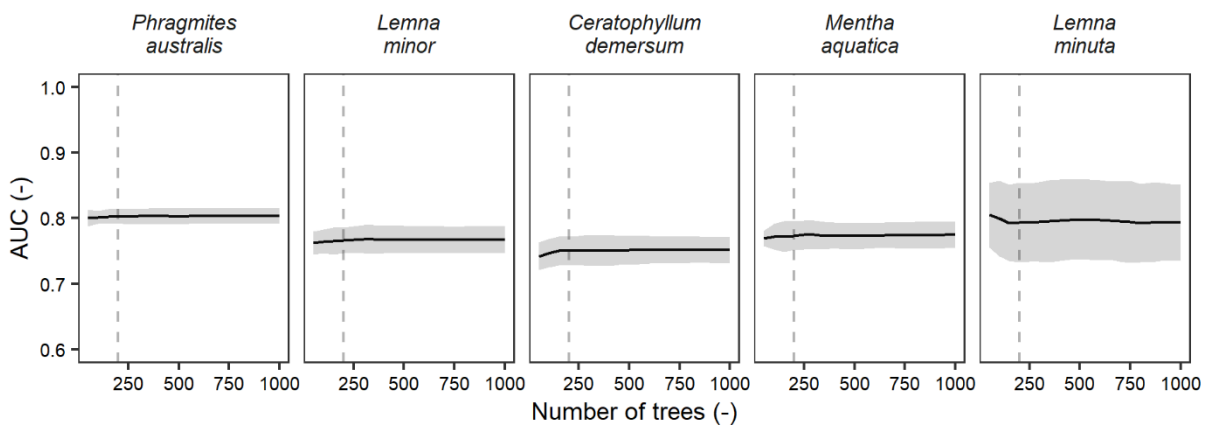 Phragmites
australis
Lemna
minor
Ceratophyllum
demersum
Mentha
aquatica
Lemna
minuta
AUC (-)
1.0
0.9
0.8
0.7
0.6
250 500 750 1000
250 500 750 1000
250 500 750 1000
250 500 750 1000
250 500 750 1000
Number of trees (-)